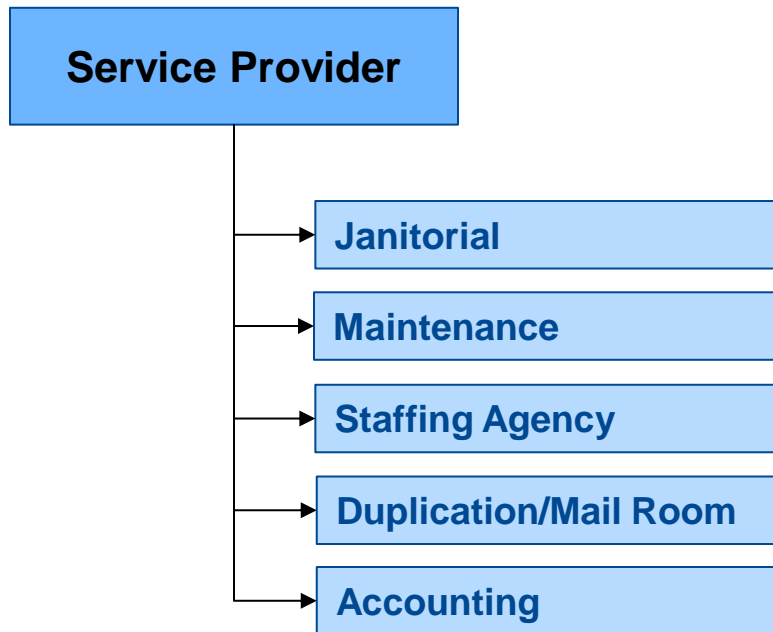 Service Provider
Janitorial
Maintenance
Staffing Agency
Duplication/Mail Room
Accounting